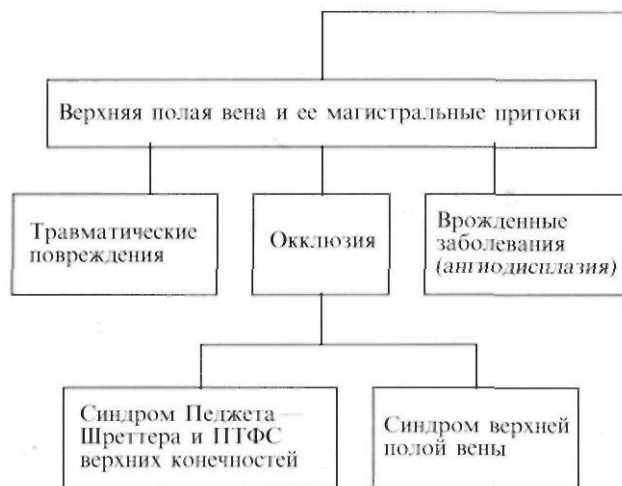 Верхняя полая вена и ее магистральные притоки
Травматические
повреждения
Окклюзия
Врожденные
заболевания
(ангиодисплазия)
Синдром Педжета —
Шреттера и ПТФС
верхних конечностей
Синдром верхней
полой вены